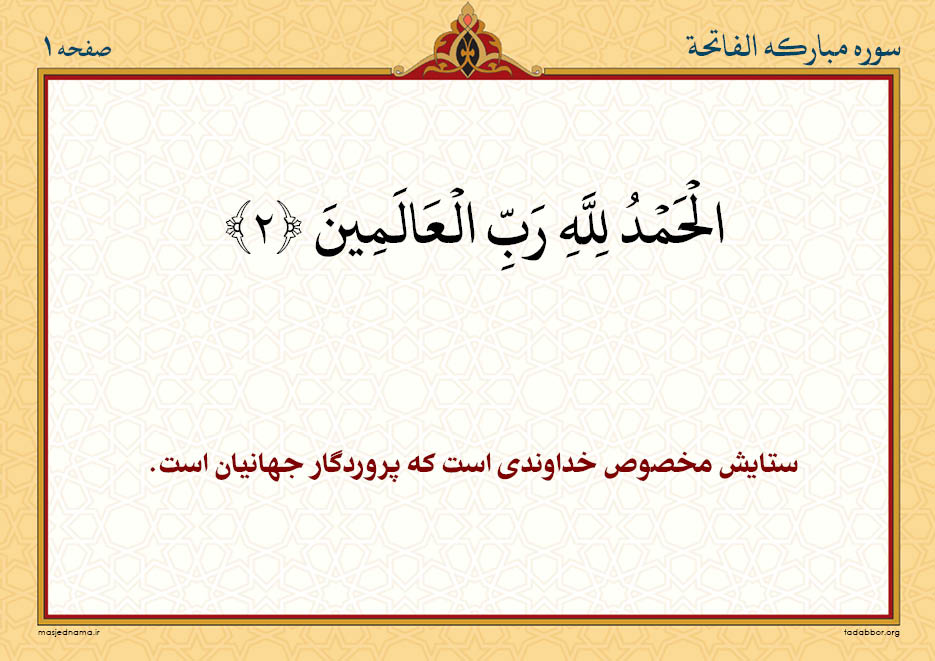 سوره مبارکه الفاتحة
صفحه ۱
الْحَمْدُ لِلَّهِ رَبِّ الْعَالَمِينَ ﴿۲﴾
ستایش مخصوص خداوندی است که پروردگار جهانیان است.
masjednama.ir
tadabbor.org